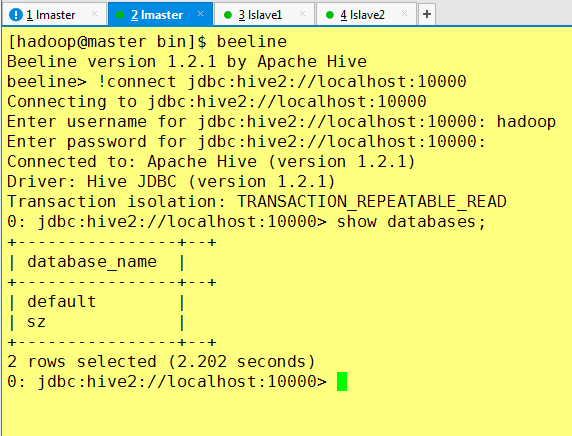 1 lmaster × 2 lmaster × 3 lslave1 × 4 lslave2 × +
[hadoop@master bin]$ beeline
Beeline version 1.2.1 by Apache Hive
beeline> !connect jdbc:hive2://localhost:10000
Connecting to jdbc:hive2://localhost:10000
Enter username for jdbc:hive2://localhost:10000: hadoop
Enter password for jdbc:hive2://localhost:10000:
Connected to: Apache Hive (version 1.2.1)
Driver: Hive JDBC (version 1.2.1)
Transaction isolation: TRANSACTION_REPEATABLE_READ
0: jdbc:hive2://localhost:10000> show databases;
+----------------+--+
| database_name  |
+----------------+--+
| default        |
| sz             |
+----------------+--+
2 rows selected (2.202 seconds)
0: jdbc:hive2://localhost:10000>